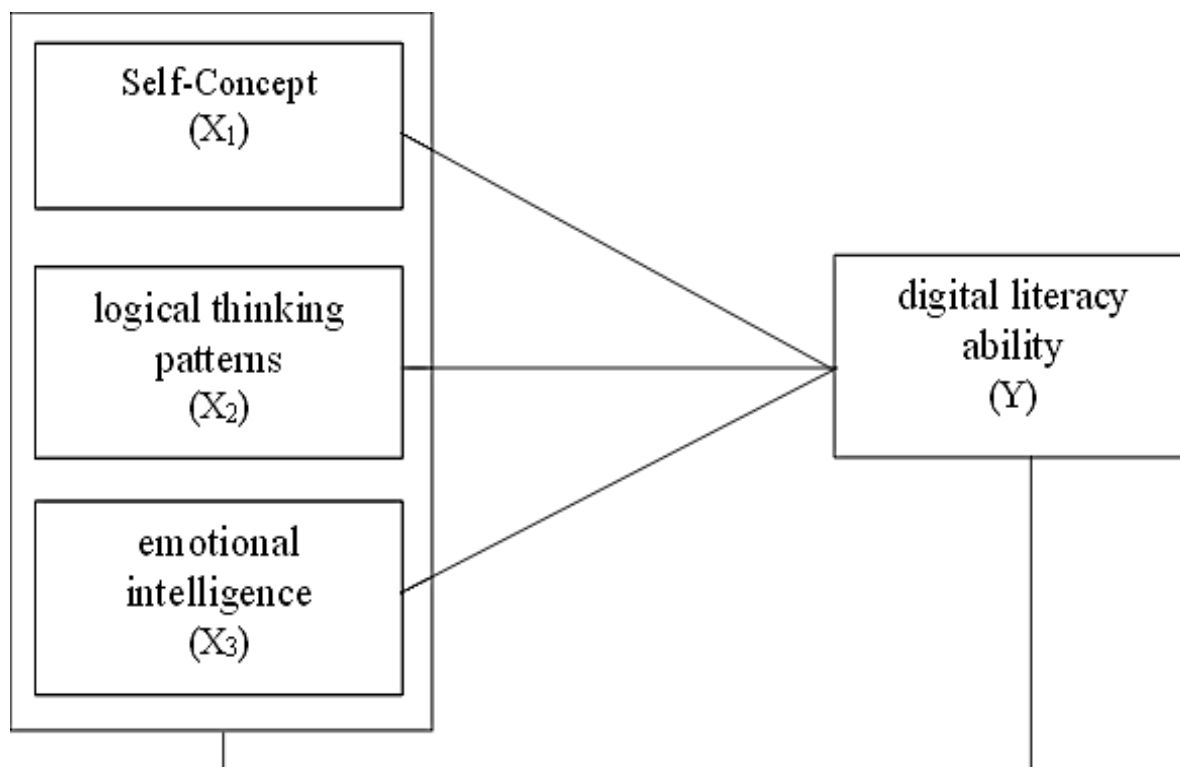 Self-Concept
(X₁)
logical thinking
patterns
(X₂)
emotional
intelligence
(X₃)
digital literacy
ability
(Y)